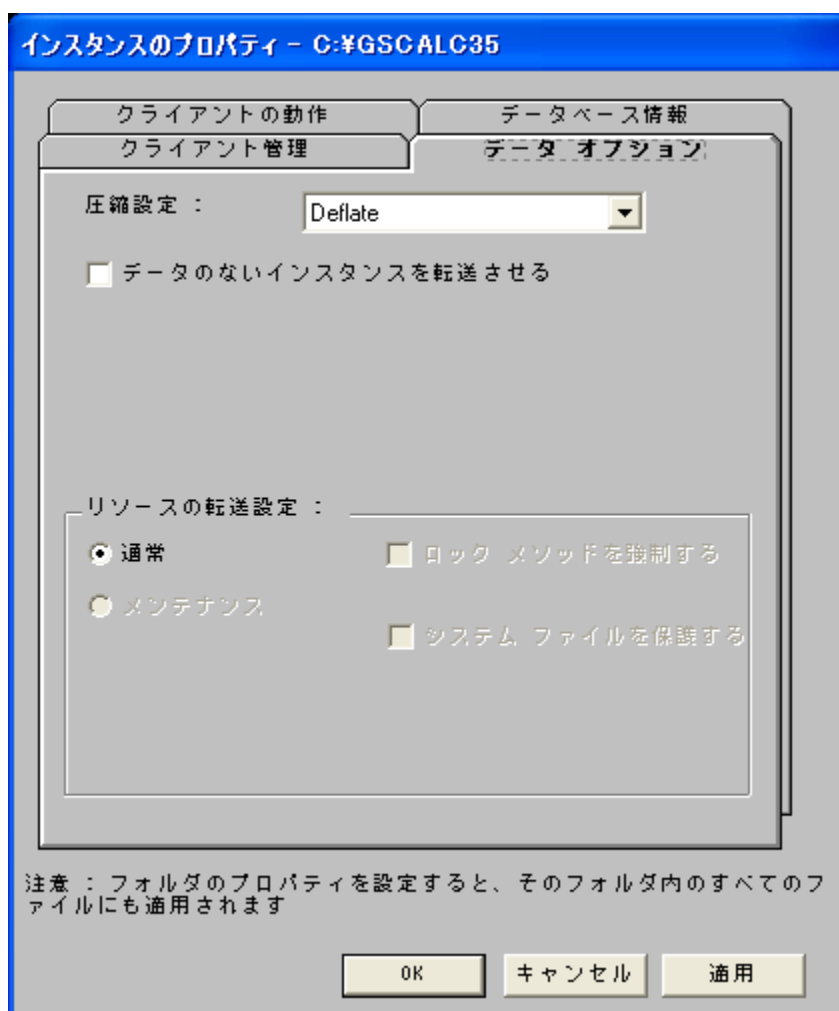 インスタンスのプロパティ - C:¥GSCALC35
クライアントの動作
データベース情報
クライアント管理
データ オプション
圧縮設定 :
Deflate
データのないインスタンスを転送させる
リソースの転送設定 :
通常
ロック メソッドを強制する
メンテナンス
システム ファイルを保護する
注意 : フォルダのプロパティを設定すると、そのフォルダ内のすべてのフ
ァイルにも適用されます
OK
キャンセル
適用